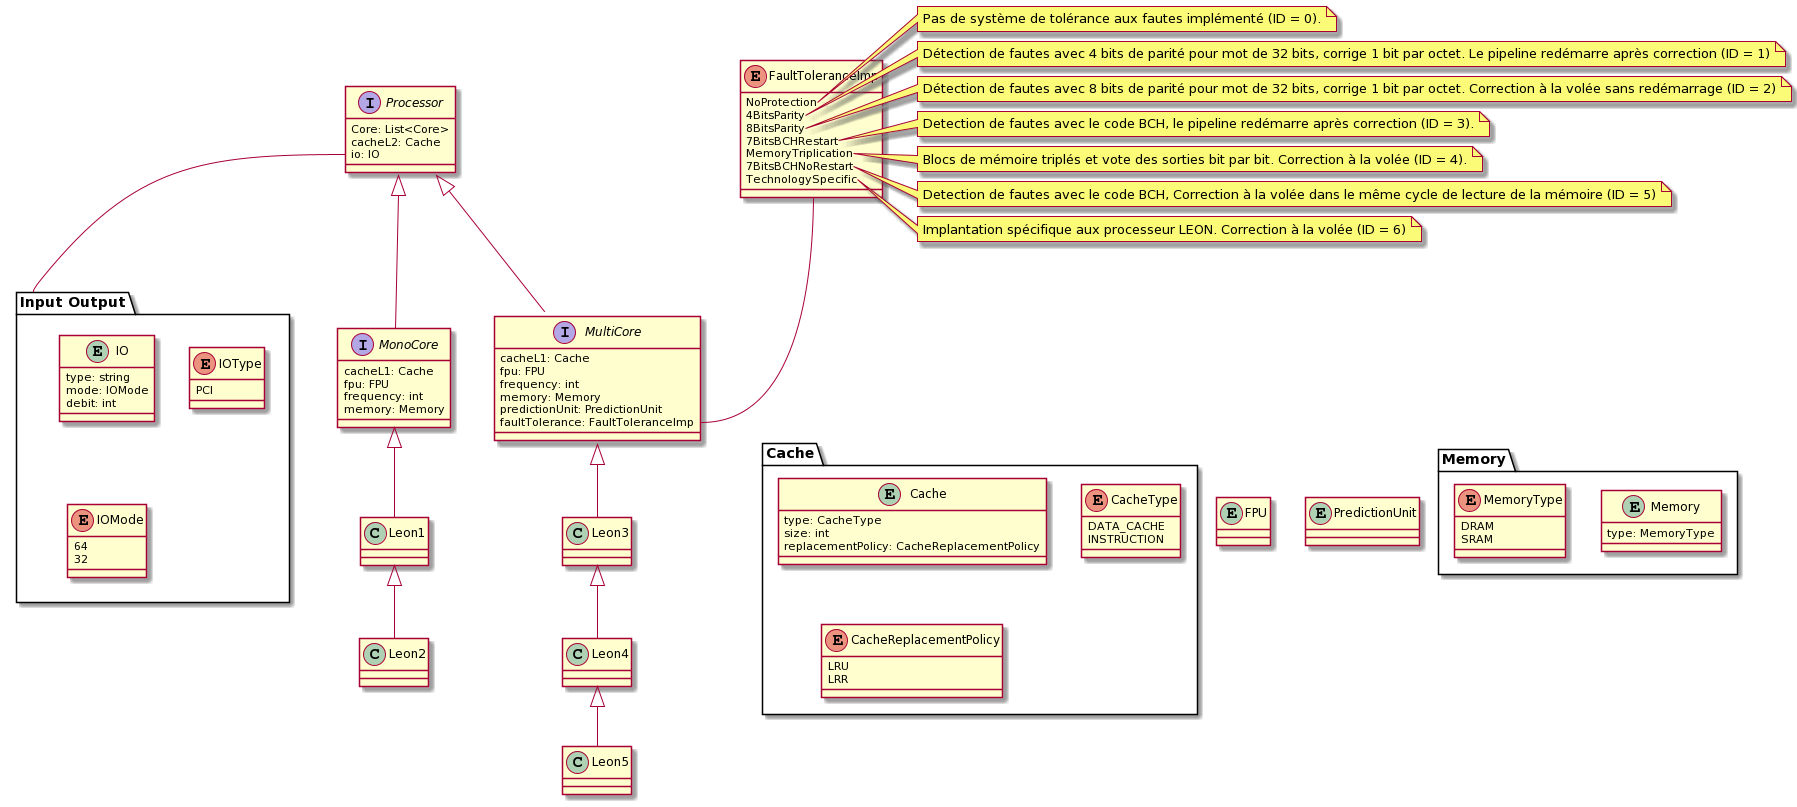 Pas de système de tolérance aux fautes implémenté (ID = 0).
Détection de fautes avec 4 bits de parité pour mot de 32 bits, corrige 1 bit par octet. Le pipeline redémarre après correction (ID = 1)
Détection de fautes avec 8 bits de parité pour mot de 32 bits, corrige 1 bit par octet. Correction à la volée sans redémarrage (ID = 2)
Detection de fautes avec le code BCH, le pipeline redémarre après correction (ID = 3).
Blocs de mémoire triplés et vote des sorties bit par bit. Correction à la volée (ID = 4).
Detection de fautes avec le code BCH, Correction à la volée dans le même cycle de lecture de la mémoire (ID = 5)
Implantation spécifique aux processeur LEON. Correction à la volée (ID = 6)
E FaultToleranceImp
NoProtection
4BitsParity
8BitsParity
7BitsBCHRestart
MemoryTriplication
7BitsBCHNoRestart
TechnologySpecific
I Processor
Core: List<Core>
cacheL2: Cache
io: IO
Input Output
E IO
type: string
mode: IOMode
debit: int
E IOType
PCI
E IOMode
64
32
I MonoCore
cacheL1: Cache
fpu: FPU
frequency: int
memory: Memory
I MultiCore
cacheL1: Cache
fpu: FPU
frequency: int
memory: Memory
predictionUnit: PredictionUnit
faultTolerance: FaultToleranceImp
C Leon1
C Leon2
C Leon3
C Leon4
C Leon5
Cache
E Cache
type: CacheType
size: int
replacementPolicy: CacheReplacementPolicy
E CacheType
DATA_CACHE
INSTRUCTION
E CacheReplacementPolicy
LRU
LRR
E FPU
E PredictionUnit
Memory
E MemoryType
DRAM
SRAM
E Memory
type: MemoryType